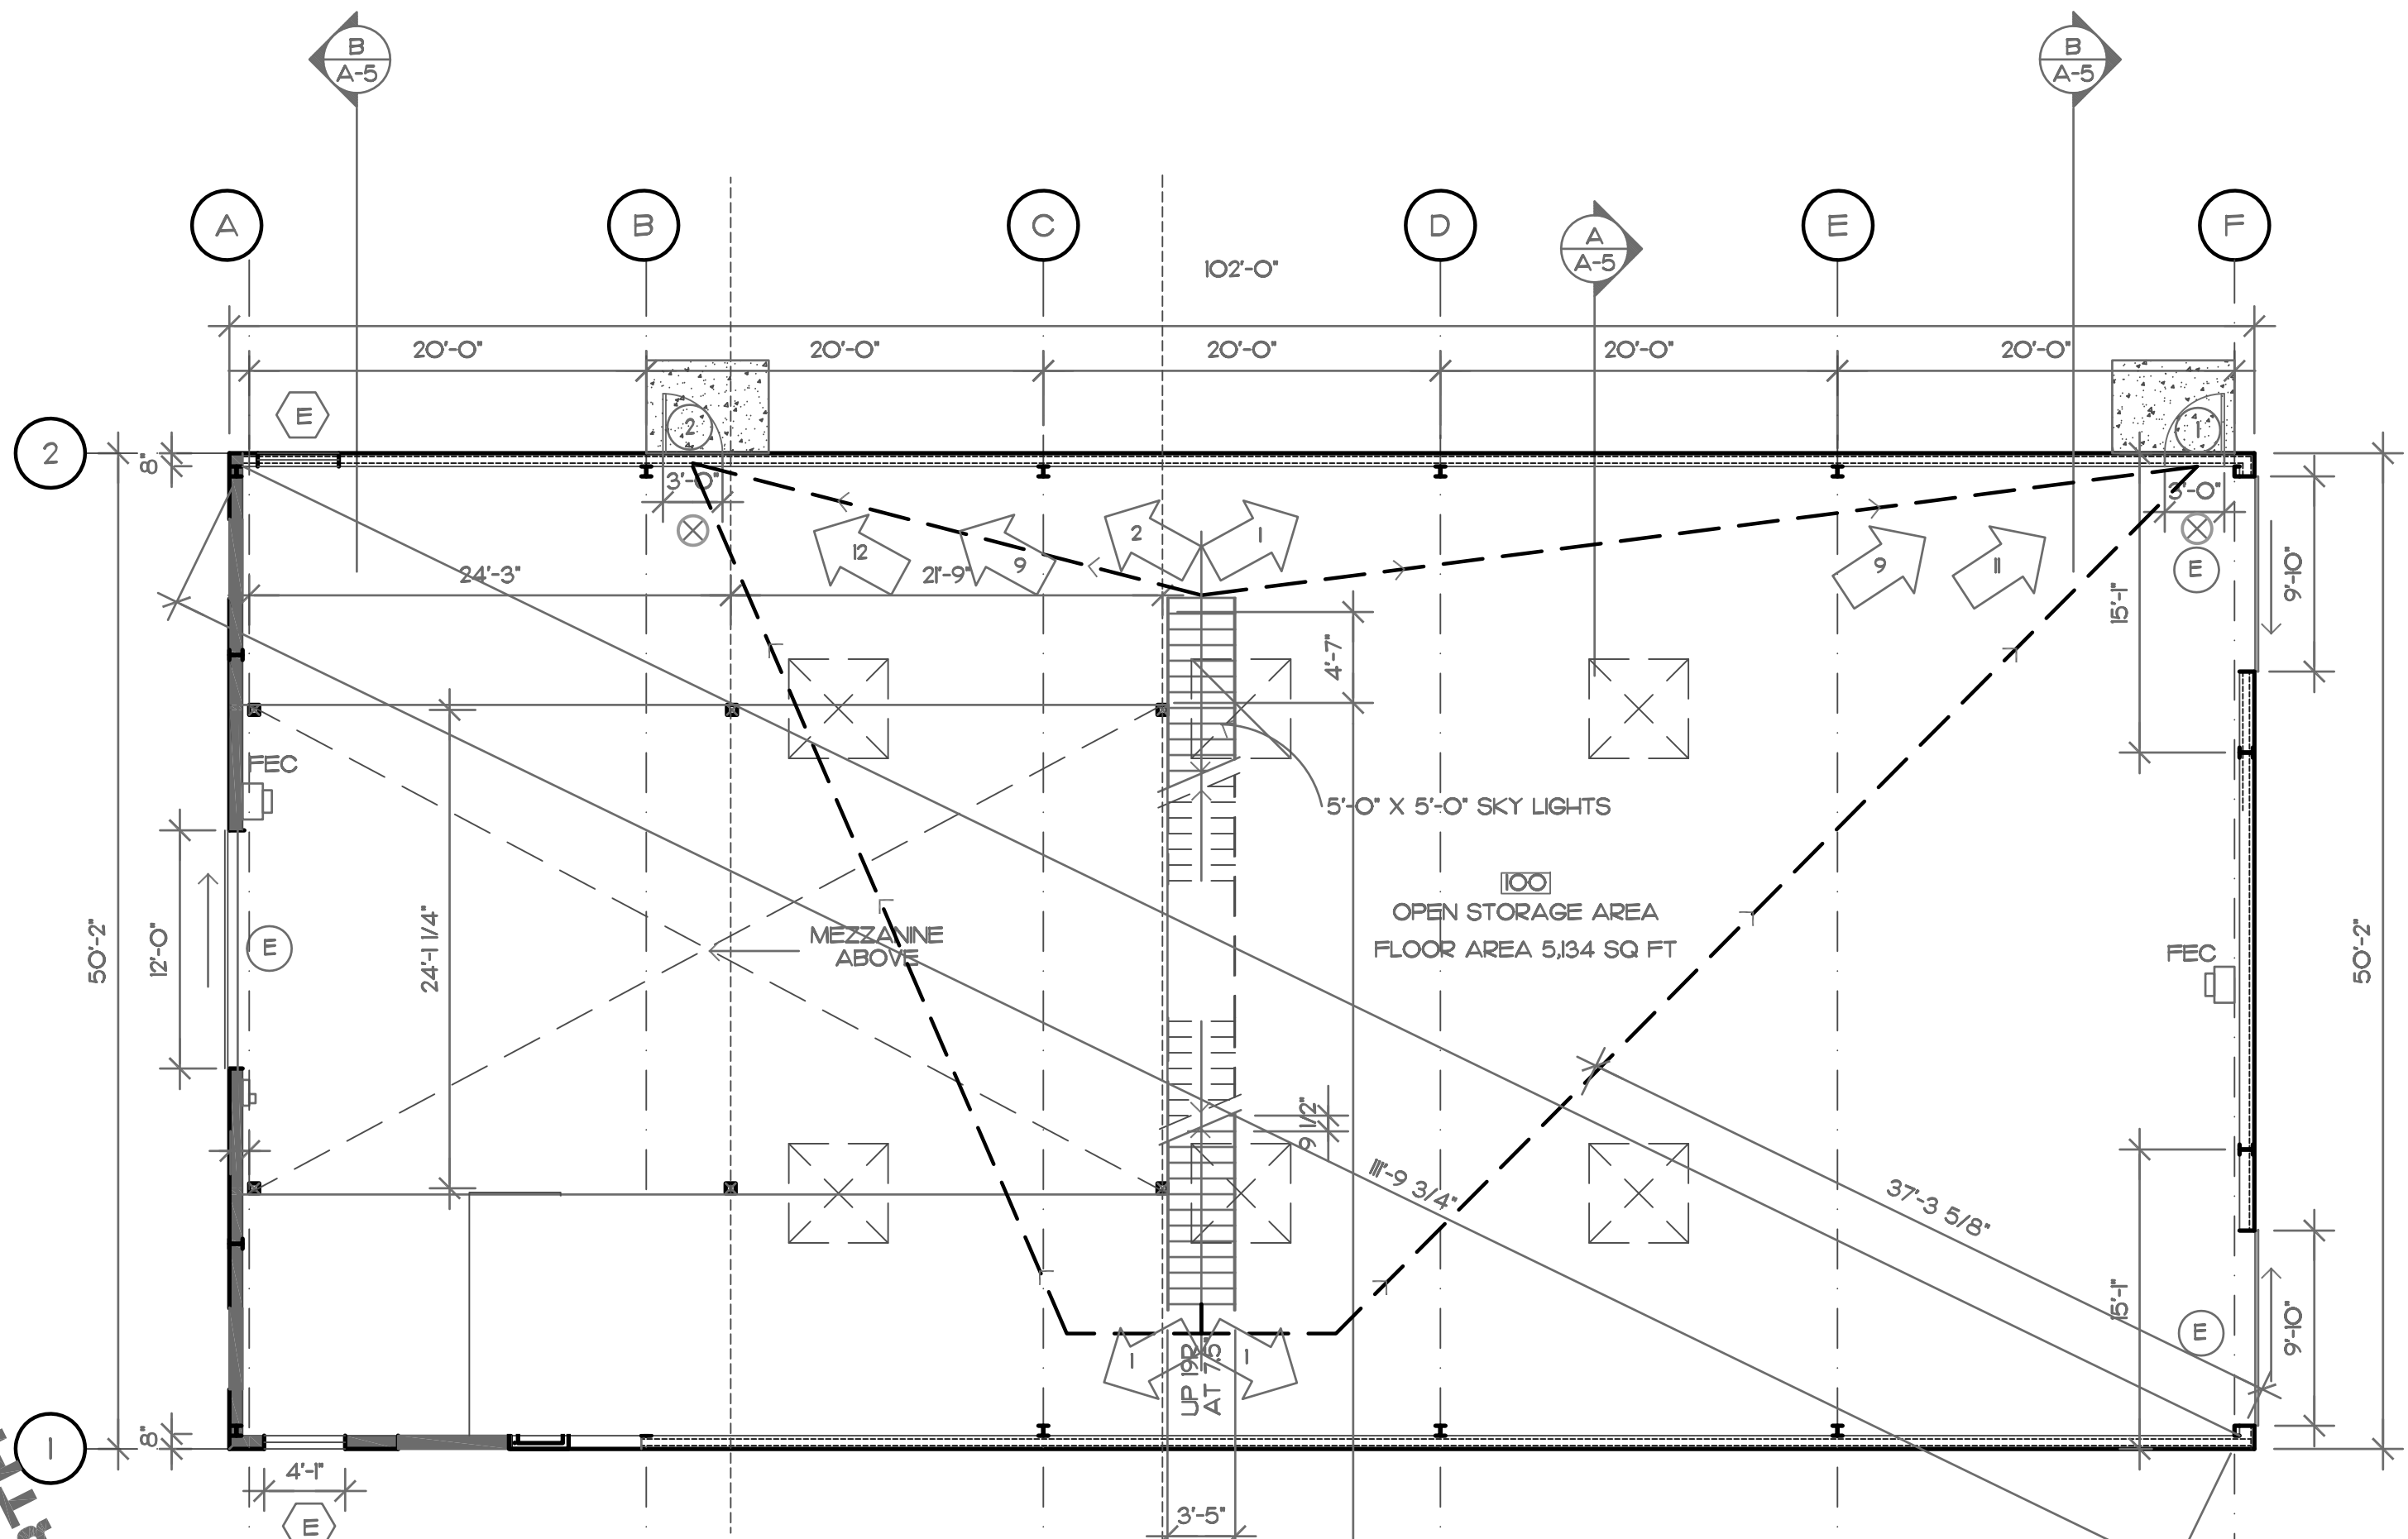 B
A-5
B
A-5
A
B
C
D
A
A-5
E
F
102'-0"
20'-0"
20'-0"
20'-0"
20'-0"
20'-0"
E
2
1
2
8"
3'-0"
3'-0"
12
9
2
1
9
11
E
24'-3"
21'-9"
15'-1"
9'-10"
4'-7"
FEC
5'-0" X 5'-0" SKY LIGHTS
100
OPEN STORAGE AREA
FLOOR AREA 5,134 SQ FT
MEZZANINE
ABOVE
50'-2"
12'-0"
E
24'-1 1/4"
FEC
50'-2"
9 1/2"
111'-9 3/4"
37'-3 5/8"
15'-1"
E
9'-10"
1
1
UP 19R
AT 7.5"
1
8"
4'-1"
E
3'-5"